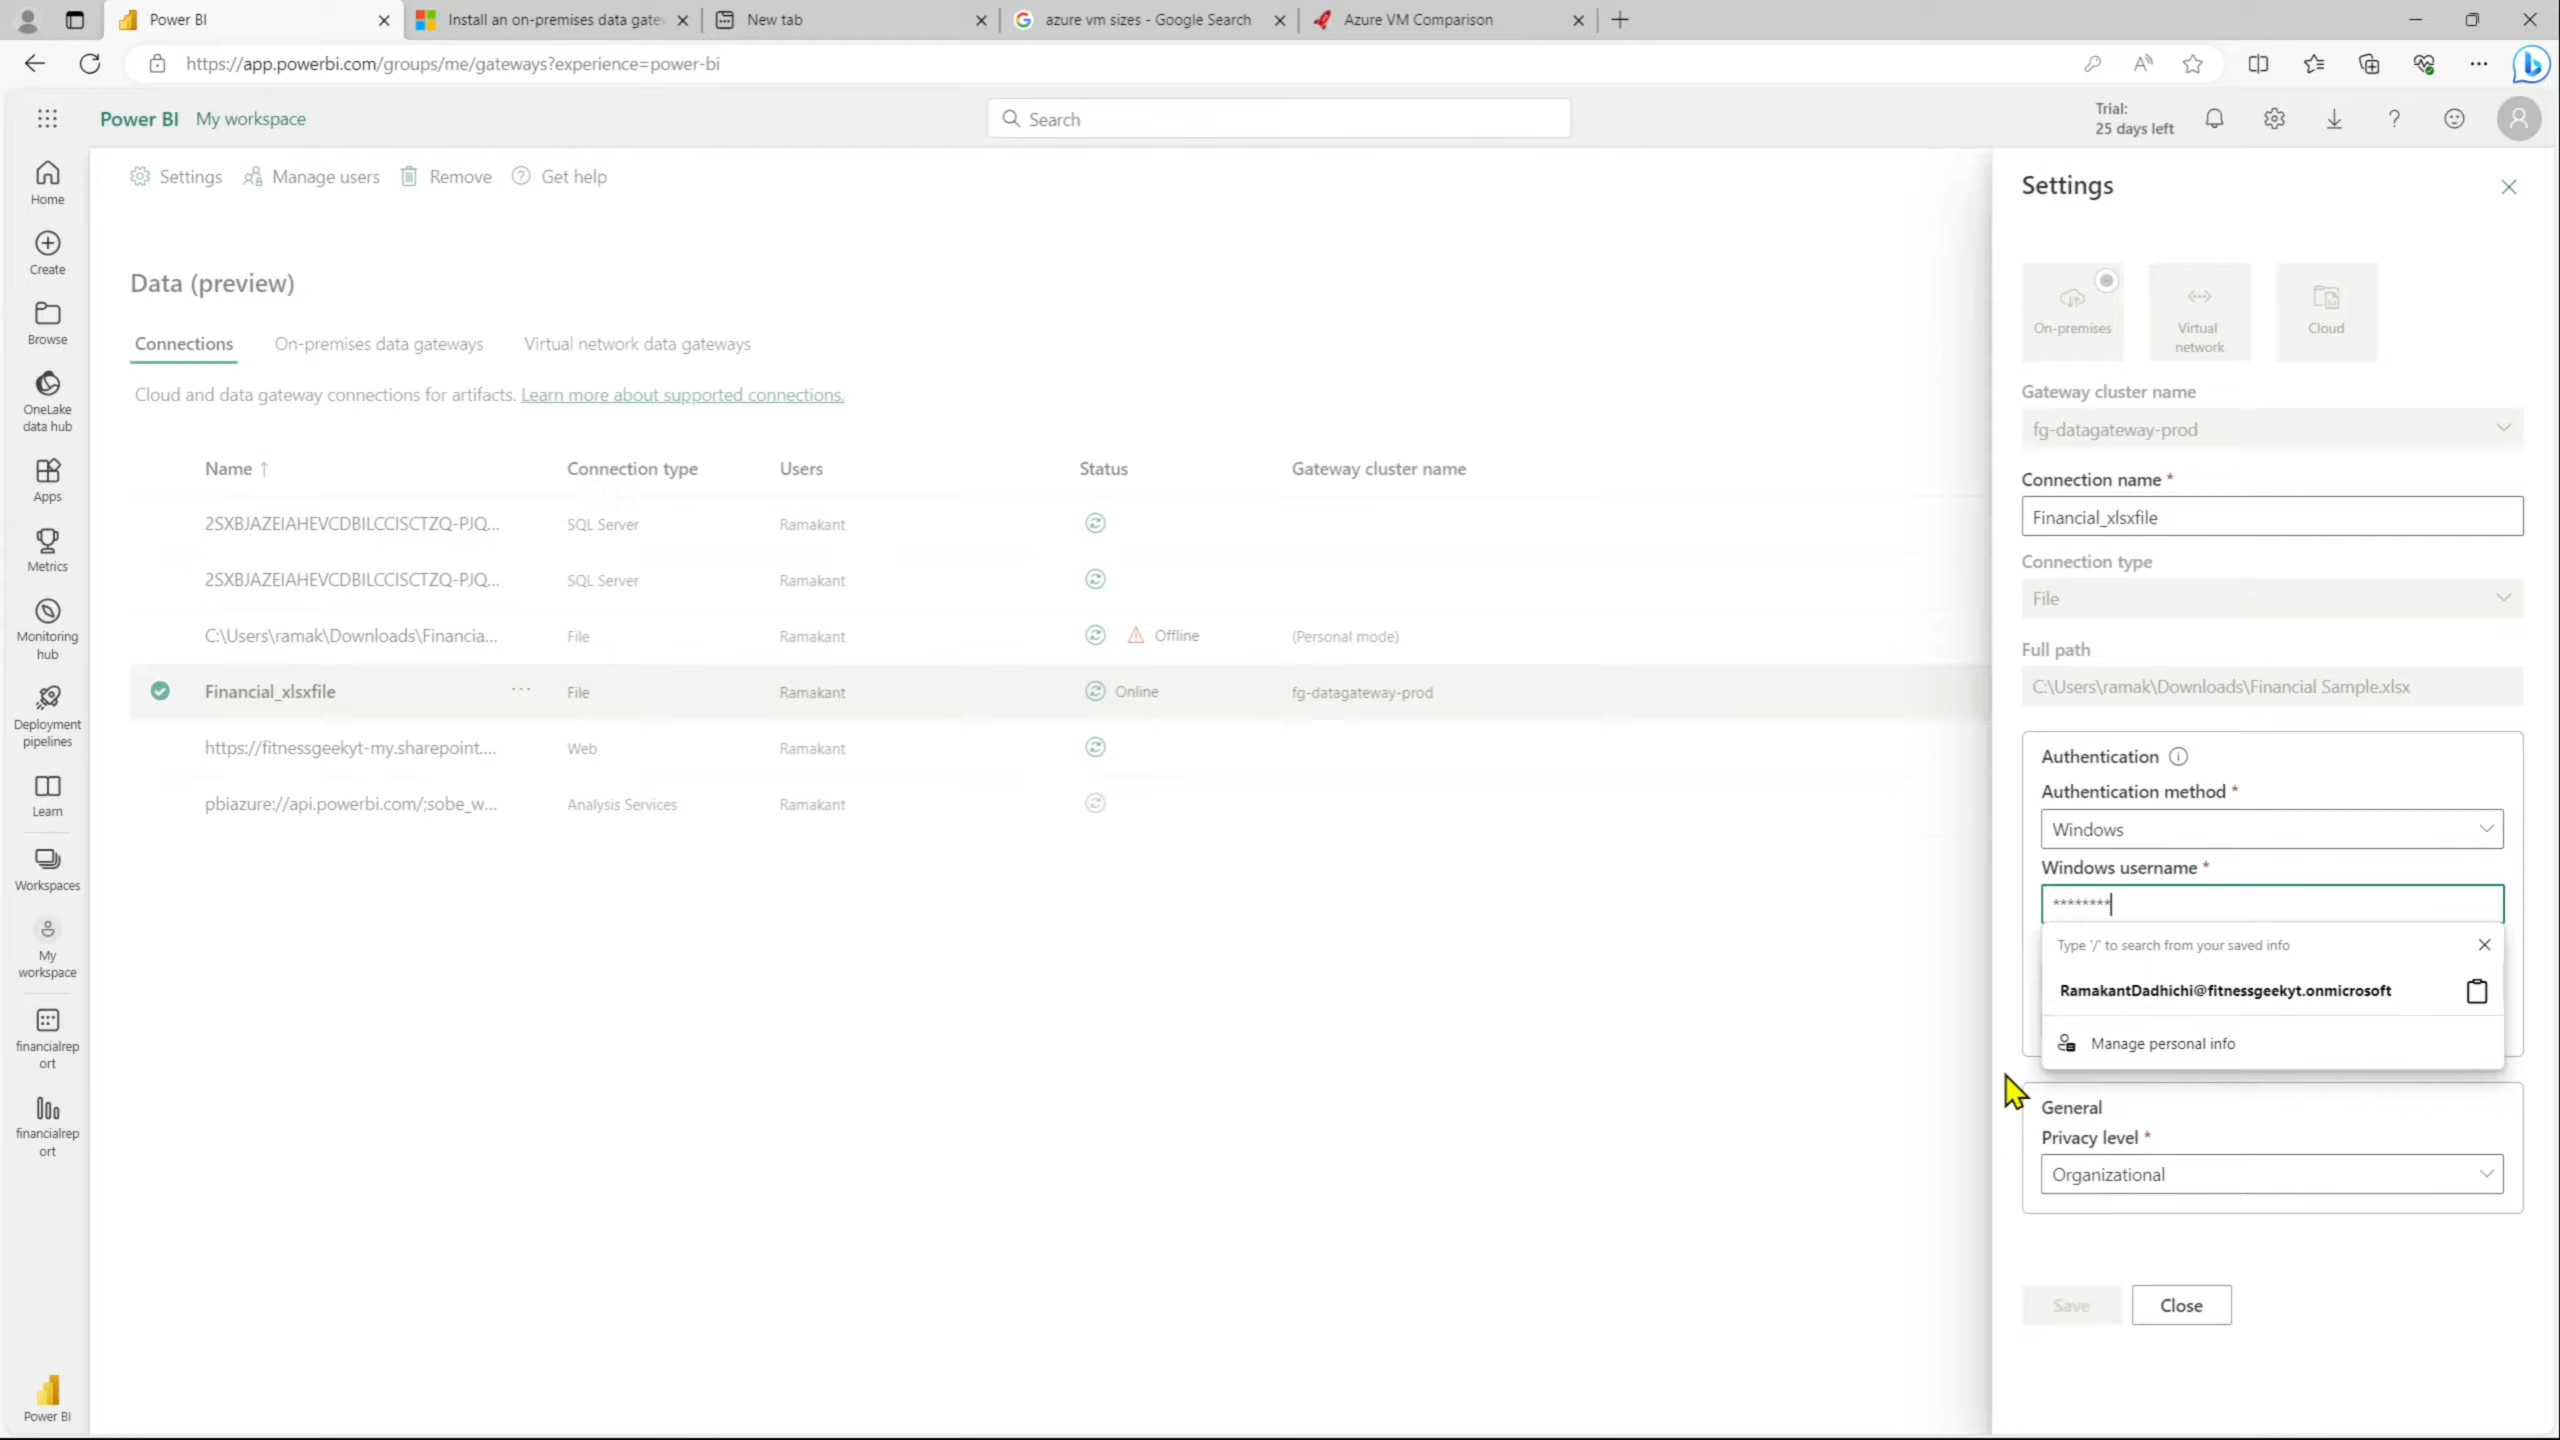 Power BI
Install an on-premises data gate
New tab
azure vm sizes - Google Search
Azure VM Comparison
https://app.powerbi.com/groups/me/gateways?experience=power-bi
Power BI My workspace
Search
Trial:
25 days left
Home
Create
Browse
OneLake
data hub
Apps
Metrics
Monitoring
hub
Deployment
pipelines
Learn
Workspaces
My
workspace
financialrep
ort
financialrep
ort
Power BI
Settings
Manage users
Remove
Get help
Data (preview)
Connections
On-premises data gateways
Virtual network data gateways
Cloud and data gateway connections for artifacts. Learn more about supported connections.
Name ↑ Connection type Users Status Gateway cluster name
2SXBJAZEIAHEVCDBILCCISCTZQ-PJQ... SQL Server Ramakant
2SXBJAZEIAHEVCDBILCCISCTZQ-PJQ... SQL Server Ramakant
C:\Users\ramak\Downloads\Financia... File Ramakant Offline (Personal mode)
Financial_xlsxfile ... File Ramakant Online fg-datagateway-prod
https://fitnessgeekyt-my.sharepoint.... Web Ramakant
pbiazure://api.powerbi.com/;sobe_w... Analysis Services Ramakant
Settings
On-premises
Virtual
network
Cloud
Gateway cluster name
fg-datagateway-prod
Connection name *
Financial_xlsxfile
Connection type
File
Full path
C:\Users\ramak\Downloads\Financial Sample.xlsx
Authentication
Authentication method *
Windows
Windows username *
********
Type '/' to search from your saved info
RamakantDadhichi@fitnessgeekyt.onmicrosoft
Manage personal info
General
Privacy level *
Organizational
Save
Close